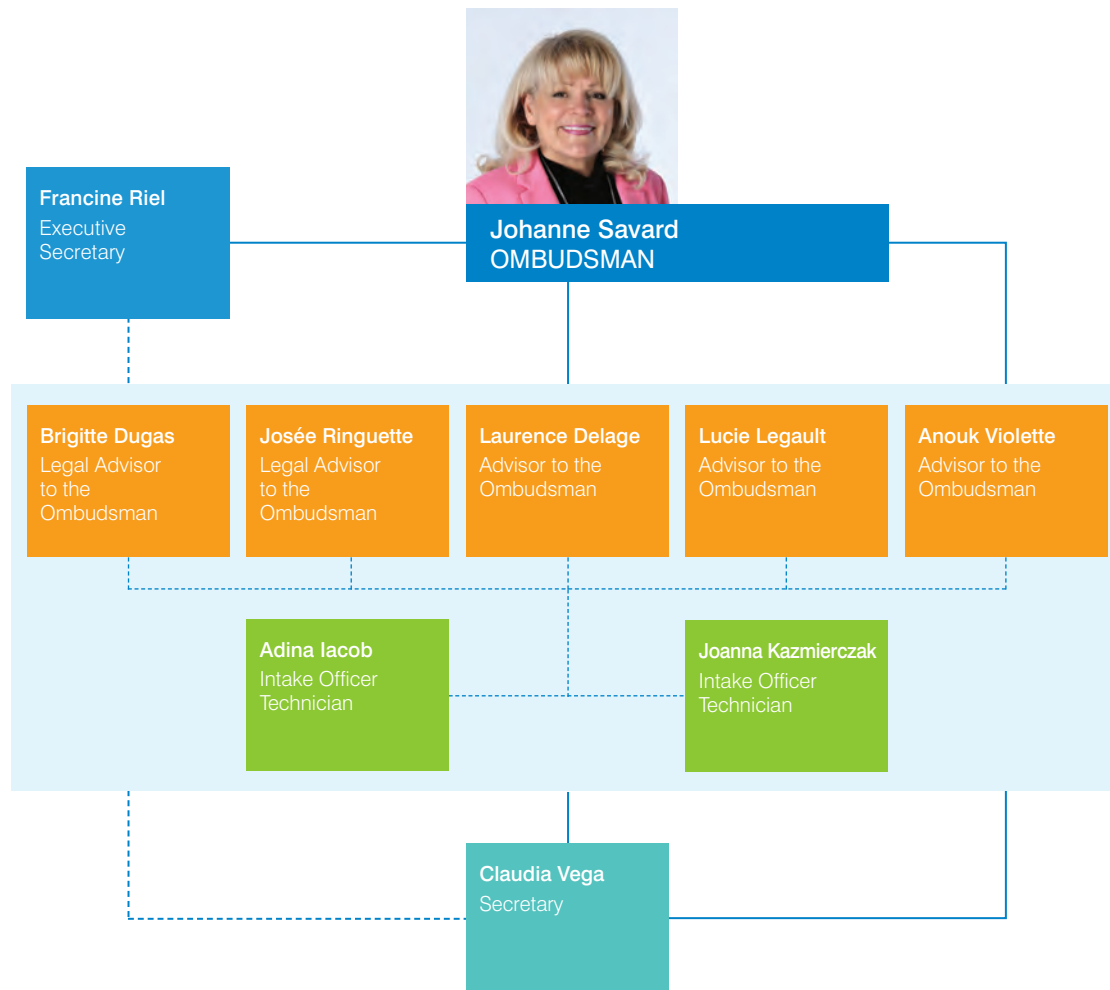 Johanne Savard
OMBUDSMAN
Francine Riel
Executive
Secretary
Brigitte Dugas
Legal Advisor
to the
Ombudsman
Josée Ringuette
Legal Advisor
to the
Ombudsman
Laurence Delage
Advisor to the
Ombudsman
Lucie Legault
Advisor to the
Ombudsman
Anouk Violette
Advisor to the
Ombudsman
Adina Iacob
Intake Officer
Technician
Joanna Kazmierczak
Intake Officer
Technician
Claudia Vega
Secretary